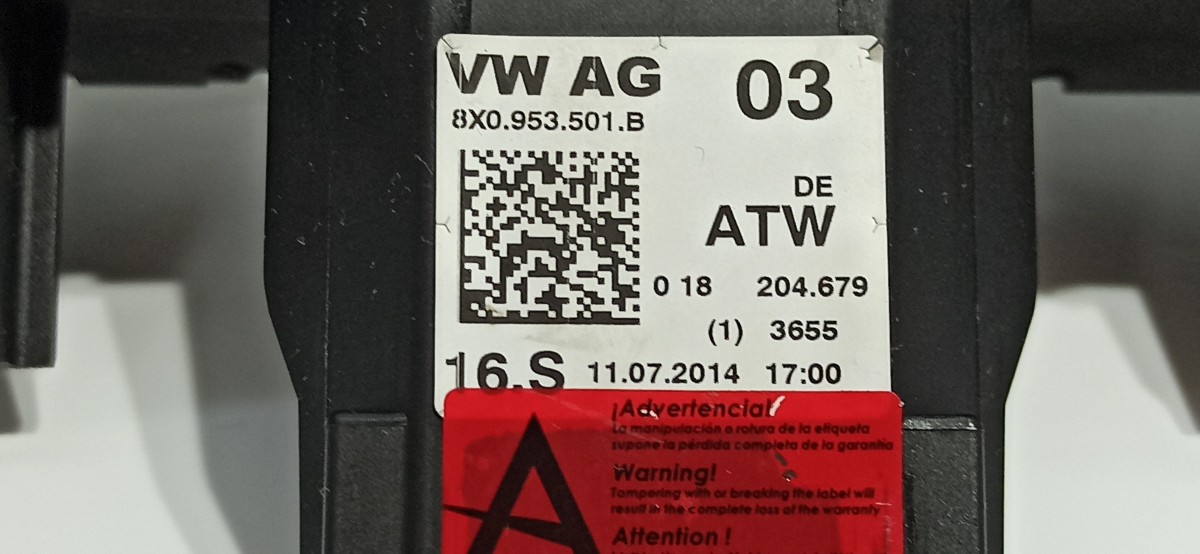 VW AG 03
8X0.953.501.B
DE
ATW
0 18 204.679
(1) 3655
16.S 11.07.2014 17:00
¡Advertencia!
La manipulación o rotura de la etiqueta
supone la pérdida completa de la garantía
Warning!
Tampering with or breaking the label will
result in the complete loss of the warranty
Attention !